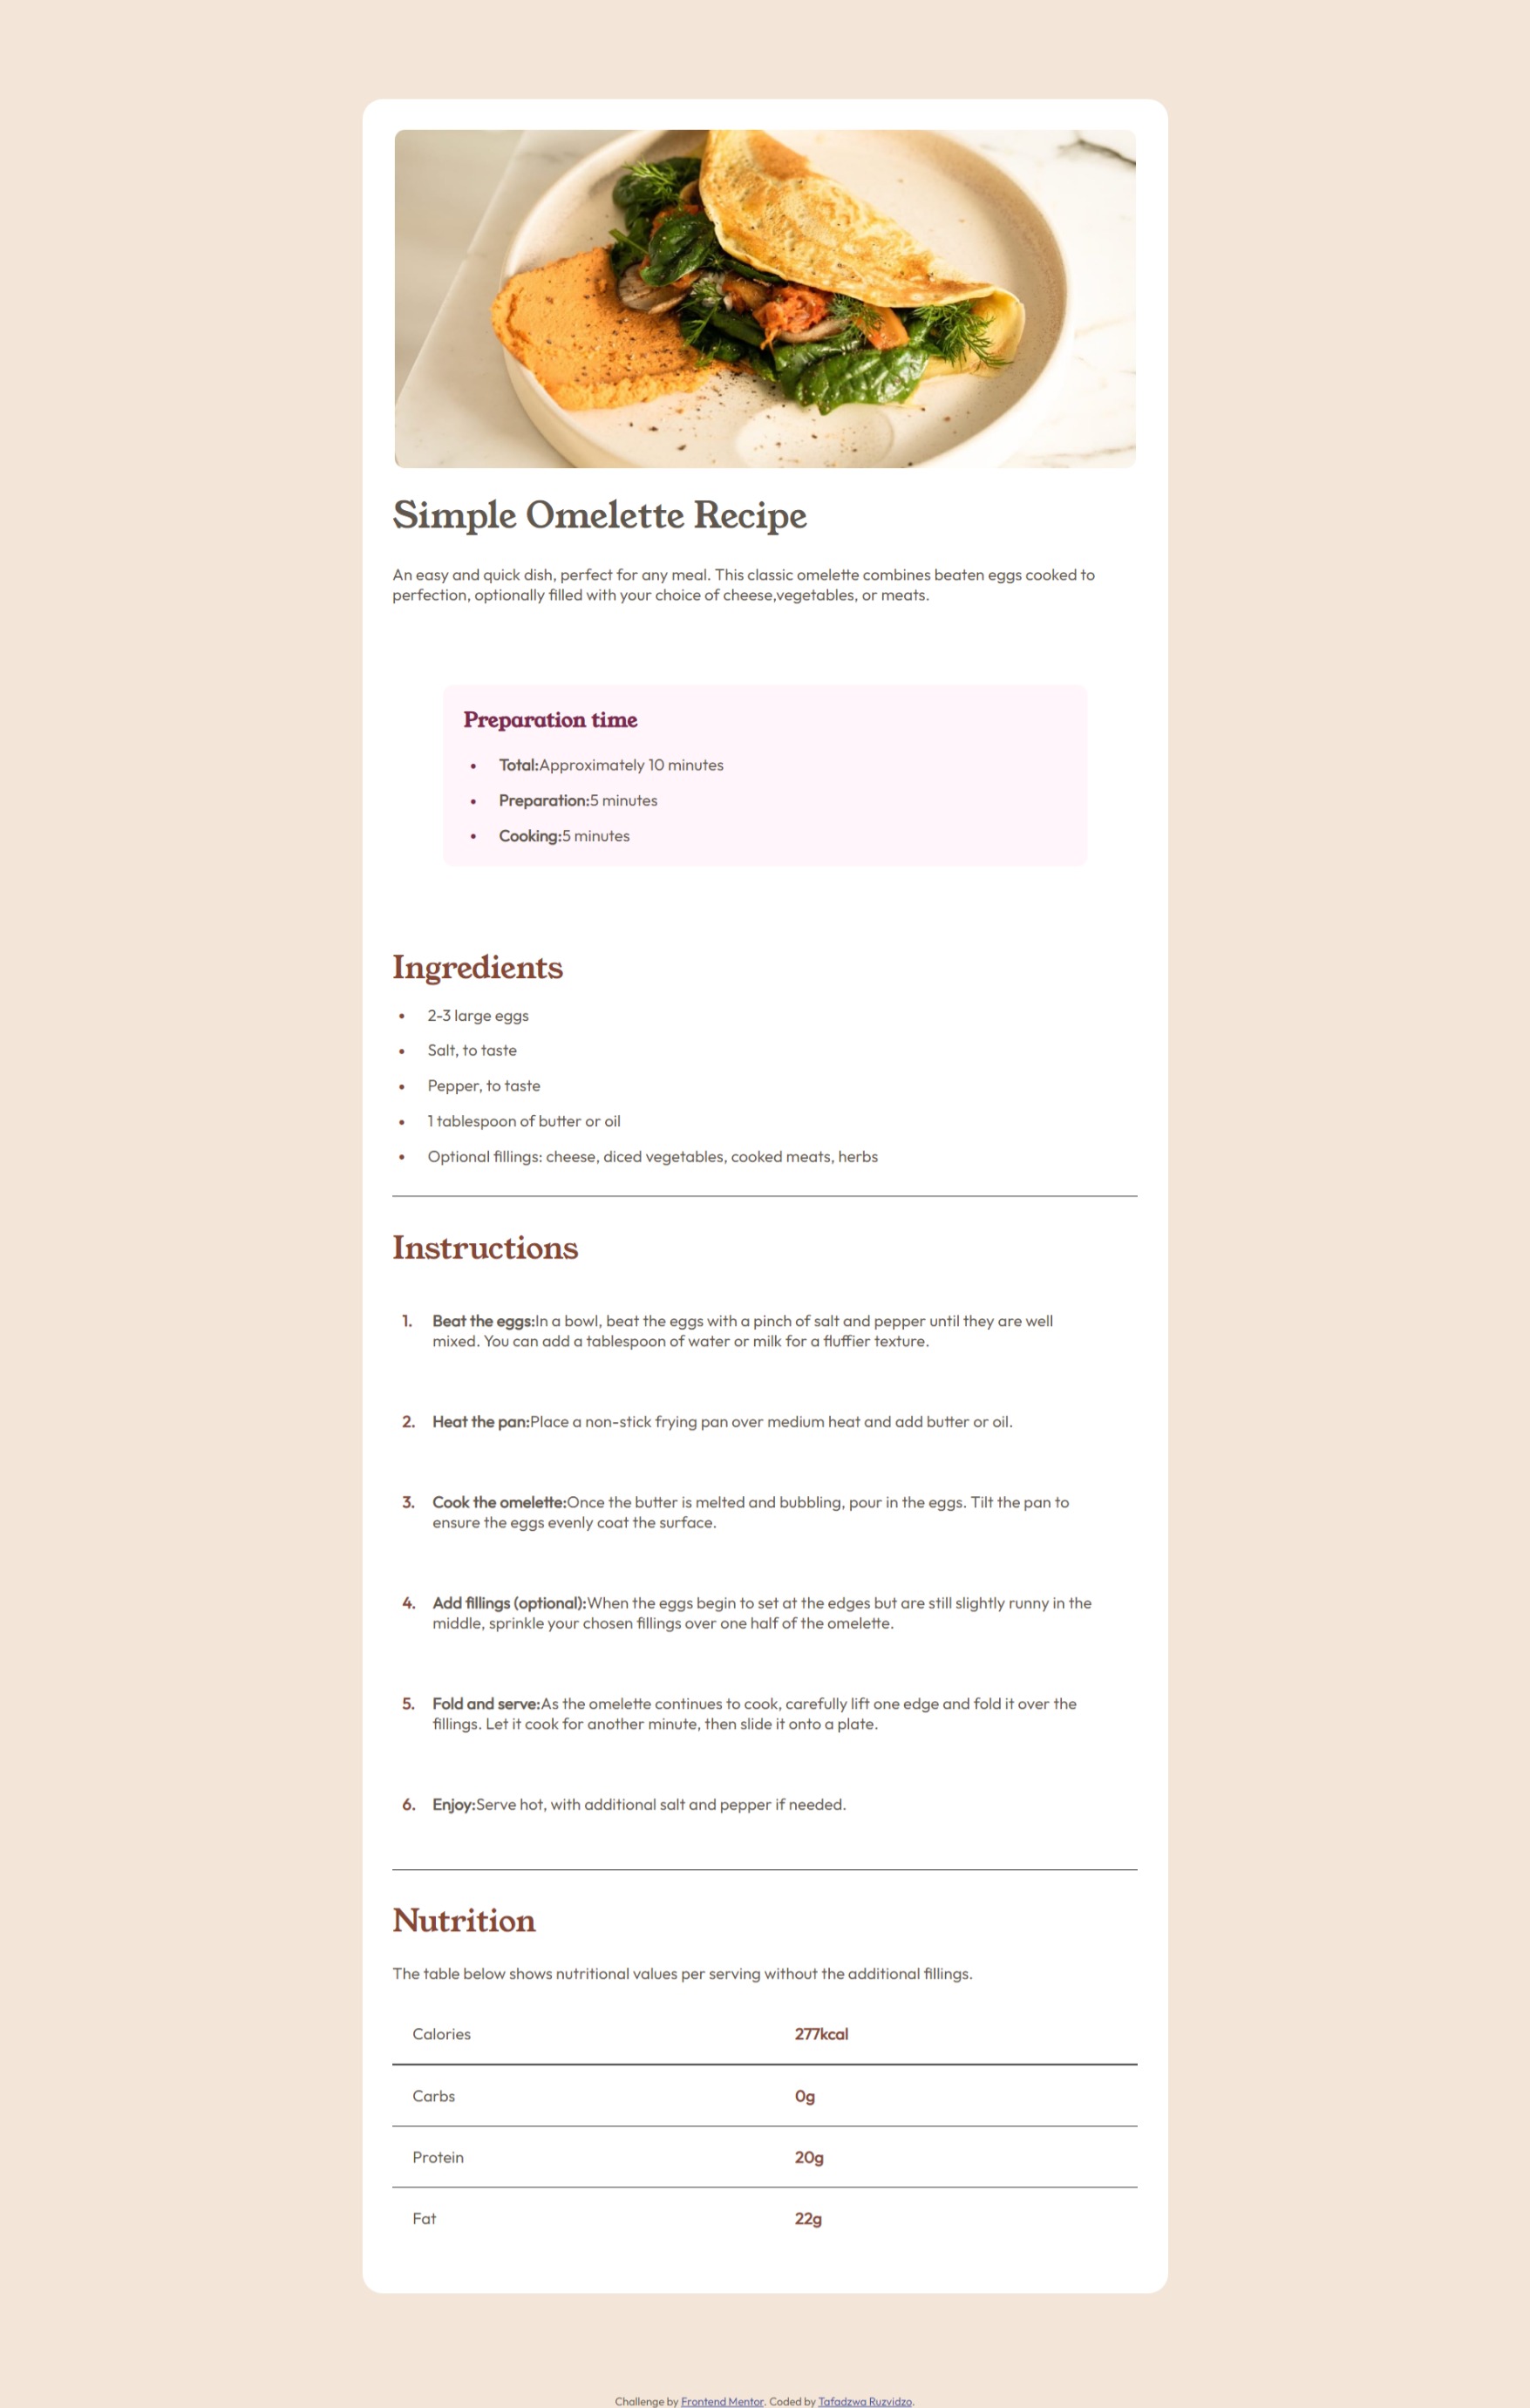 Simple Omelette Recipe
An easy and quick dish, perfect for any meal. This classic omelette combines beaten eggs cooked to
perfection, optionally filled with your choice of cheese,vegetables, or meats.
Preparation time
• Total:Approximately 10 minutes
• Preparation:5 minutes
• Cooking:5 minutes
Ingredients
• 2-3 large eggs
• Salt, to taste
• Pepper, to taste
• 1 tablespoon of butter or oil
• Optional fillings: cheese, diced vegetables, cooked meats, herbs
Instructions
1. Beat the eggs:In a bowl, beat the eggs with a pinch of salt and pepper until they are well
mixed. You can add a tablespoon of water or milk for a fluffier texture.
2. Heat the pan:Place a non-stick frying pan over medium heat and add butter or oil.
3. Cook the omelette:Once the butter is melted and bubbling, pour in the eggs. Tilt the pan to
ensure the eggs evenly coat the surface.
4. Add fillings (optional):When the eggs begin to set at the edges but are still slightly runny in the
middle, sprinkle your chosen fillings over one half of the omelette.
5. Fold and serve:As the omelette continues to cook, carefully lift one edge and fold it over the
fillings. Let it cook for another minute, then slide it onto a plate.
6. Enjoy:Serve hot, with additional salt and pepper if needed.
Nutrition
The table below shows nutritional values per serving without the additional fillings.
Calories 277kcal
Carbs 0g
Protein 20g
Fat 22g
Challenge by Frontend Mentor. Coded by Tafadzwa Ruzvidzo.